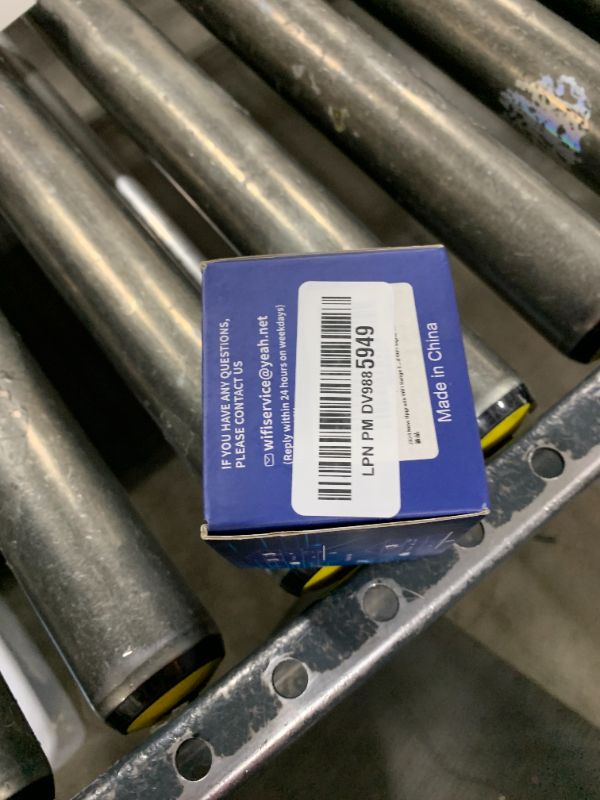 IF YOU HAVE ANY QUESTIONS,
PLEASE CONTACT US
wifiservice@yeah.net
(Reply within 24 hours on weekdays)
LPN PM DV9885949
Made in China